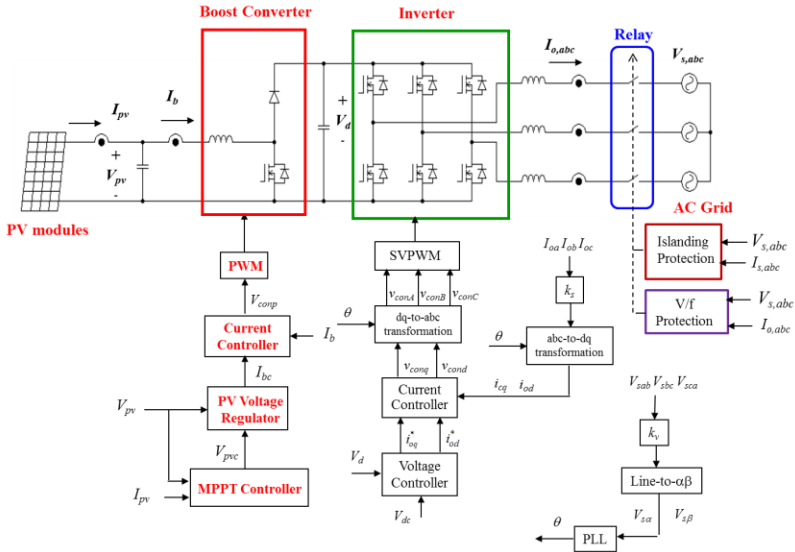 Boost Converter
Inverter
I_o,abc
Relay
V_s,abc
I_pv
I_b
+
V_pv
-
+
V_d
-
PV modules
AC Grid
PWM
SVPWM
I_oa I_ob I_oc
Islanding
Protection
V_s,abc
I_s,abc
V_conp
v_conA v_conB v_conC
k_s
V/f
Protection
V_s,abc
I_o,abc
Current
Controller
I_b
θ
dq-to-abc
transformation
θ
abc-to-dq
transformation
I_bc
v_conq v_cond
i_cq i_od
V_pv
PV Voltage
Regulator
Current
Controller
V_sab V_sbc V_sca
V_pvc
i*_oq i*_od
k_v
I_pv
MPPT Controller
V_d
Voltage
Controller
Line-to-αβ
V_dc
V_sα V_sβ
θ
PLL